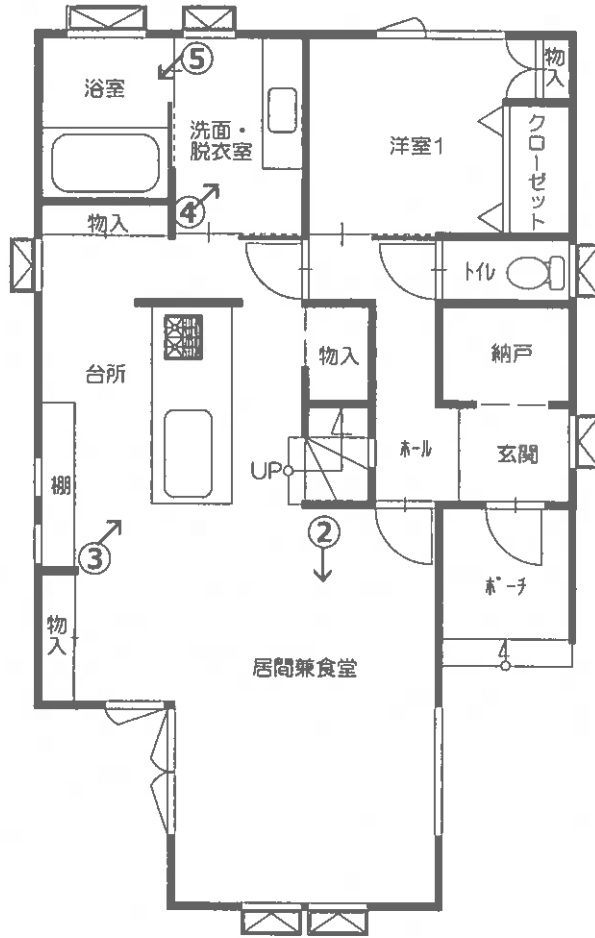 ⑤
浴室
洗面・
脱衣室
洋室1
物入
クローゼット
④
物入
トイレ
台所
物入
納戸
UP
ホール
玄関
棚
②
③
ポーチ
物入
居間兼食堂